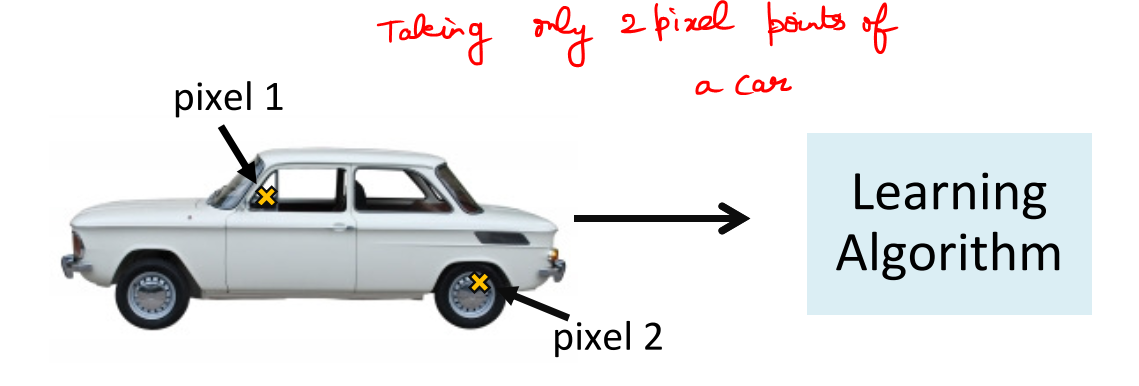 Taking only 2 pixel points of
a car
pixel 1
Learning
Algorithm
pixel 2